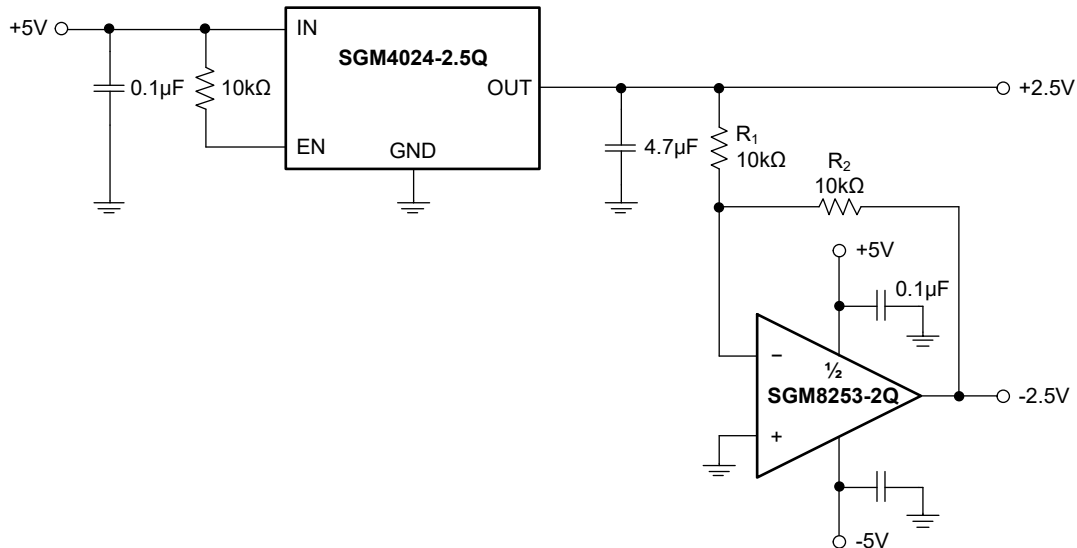 +5V
IN
SGM4024-2.5Q
0.1µF
10kΩ
OUT
+2.5V
EN
GND
4.7µF
R1
10kΩ
R2
10kΩ
+5V
0.1µF
−
½
SGM8253-2Q
-2.5V
+
-5V